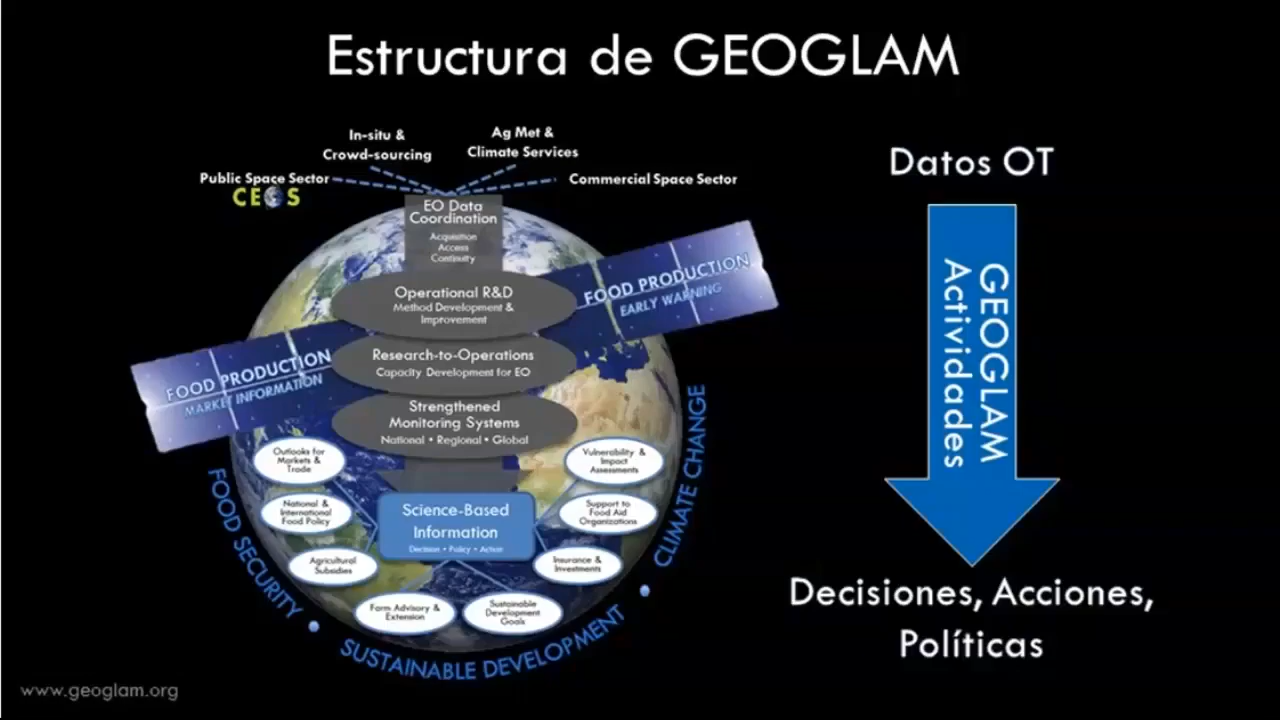 Estructura de GEOGLAM
In-situ &
Crowd-sourcing
Ag Met &
Climate Services
Public Space Sector
CEOS
Commercial Space Sector
EO Data
Coordination
Acquisition
Access
Continuity
Operational R&D
Method Development &
Improvement
Research-to-Operations
Capacity Development for EO
Strengthened
Monitoring Systems
National • Regional • Global
FOOD PRODUCTION
MARKET INFORMATION
FOOD PRODUCTION
EARLY WARNING
Outlooks for
Markets &
Trade
National &
International
Food Policy
Agricultural
Subsidies
Farm Advisory &
Extension
Sustainable
Development
Goals
Insurance &
Investments
Support to
Food Aid
Organizations
Vulnerability &
Impact
Assessments
Science-Based
Information
Decision • Policy • Action
FOOD SECURITY • SUSTAINABLE DEVELOPMENT • CLIMATE CHANGE
Datos OT
GEOGLAM
Actividades
Decisiones, Acciones,
Políticas
www.geoglam.org